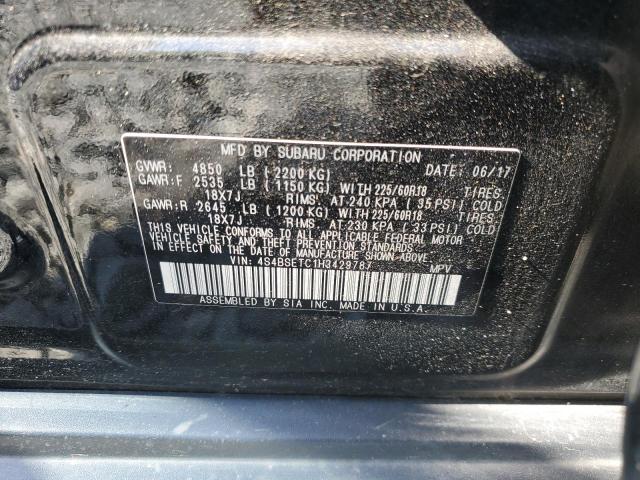 MFD BY SUBARU CORPORATION DATE: 06/17
GVWR: 4850 LB (2200 KG)
GAWR:F 2535 LB (1150 KG) WITH 225/60R18 TIRES,
18X7J RIMS, AT 240 KPA (35 PSI) COLD
GAWR:R 2645 LB (1200 KG) WITH 225/60R18 TIRES,
18X7J RIMS, AT 230 KPA (33 PSI) COLD
THIS VEHICLE CONFORMS TO ALL APPLICABLE FEDERAL MOTOR
VEHICLE SAFETY AND THEFT PREVENTION STANDARDS IN EFFECT
ON THE DATE OF MANUFACTURE SHOWN ABOVE.
VIN: 4S4BSETC1H3429787 MPV
ASSEMBLED BY SIA INC. MADE IN U.S.A.